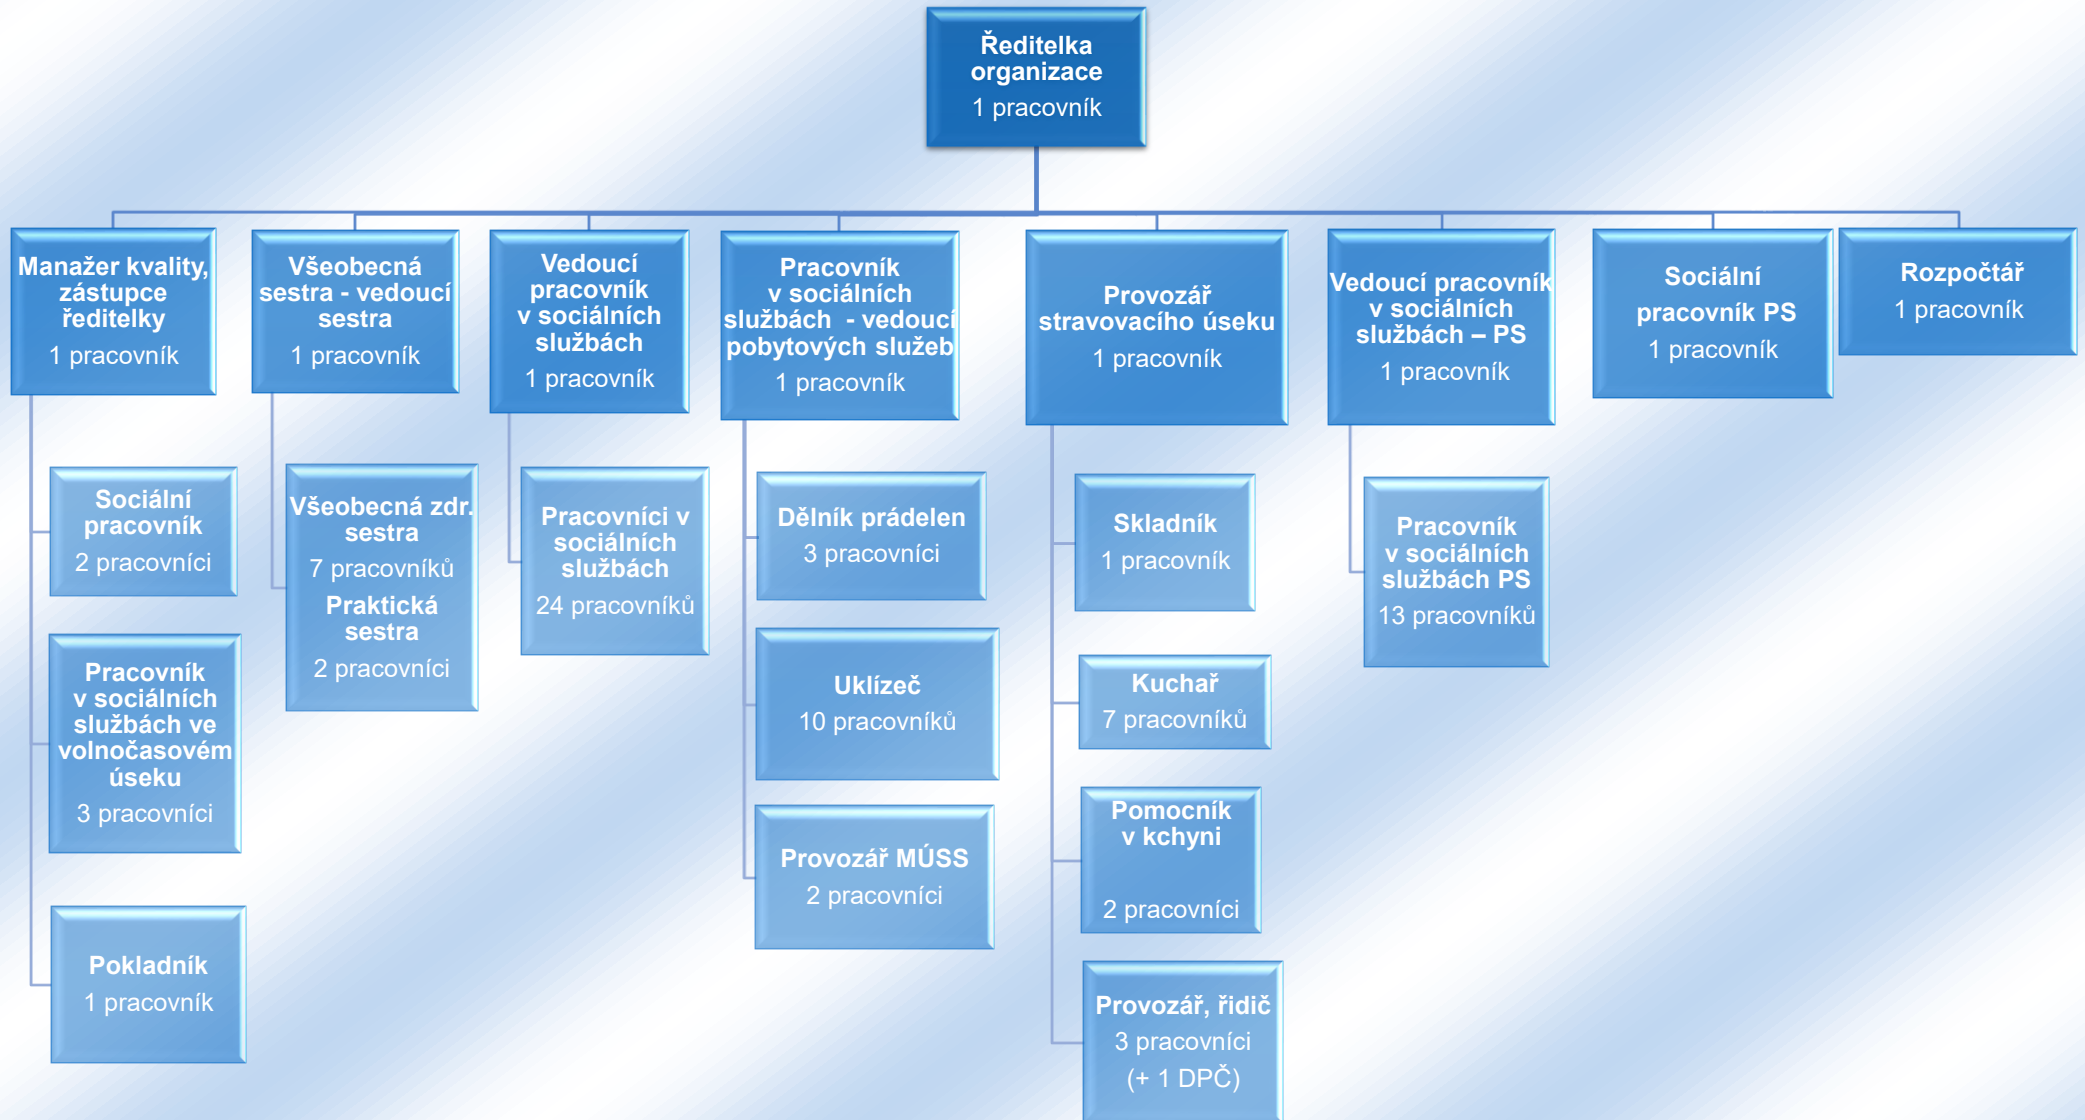 Ředitelka
organizace
1 pracovník
Manažer kvality,
zástupce
ředitelky
1 pracovník
Všeobecná
sestra - vedoucí
sestra
1 pracovník
Vedoucí
pracovník
v sociálních
službách
1 pracovník
Pracovník
v sociálních
službách - vedoucí
pobytových služeb
1 pracovník
Provozář
stravovacího úseku
1 pracovník
Vedoucí pracovník
v sociálních
službách – PS
1 pracovník
Sociální
pracovník PS
1 pracovník
Rozpočtář
1 pracovník
Sociální
pracovník
2 pracovníci
Pracovník
v sociálních
službách ve
volnočasovém
úseku
3 pracovníci
Pokladník
1 pracovník
Všeobecná zdr.
sestra
7 pracovníků
Praktická
sestra
2 pracovníci
Pracovníci v
sociálních
službách
24 pracovníků
Dělník prádelen
3 pracovníci
Uklízeč
10 pracovníků
Provozář MÚSS
2 pracovníci
Skladník
1 pracovník
Kuchař
7 pracovníků
Pomocník
v kchyni
2 pracovníci
Provozář, řidič
3 pracovníci
(+ 1 DPČ)
Pracovník
v sociálních
službách PS
13 pracovníků